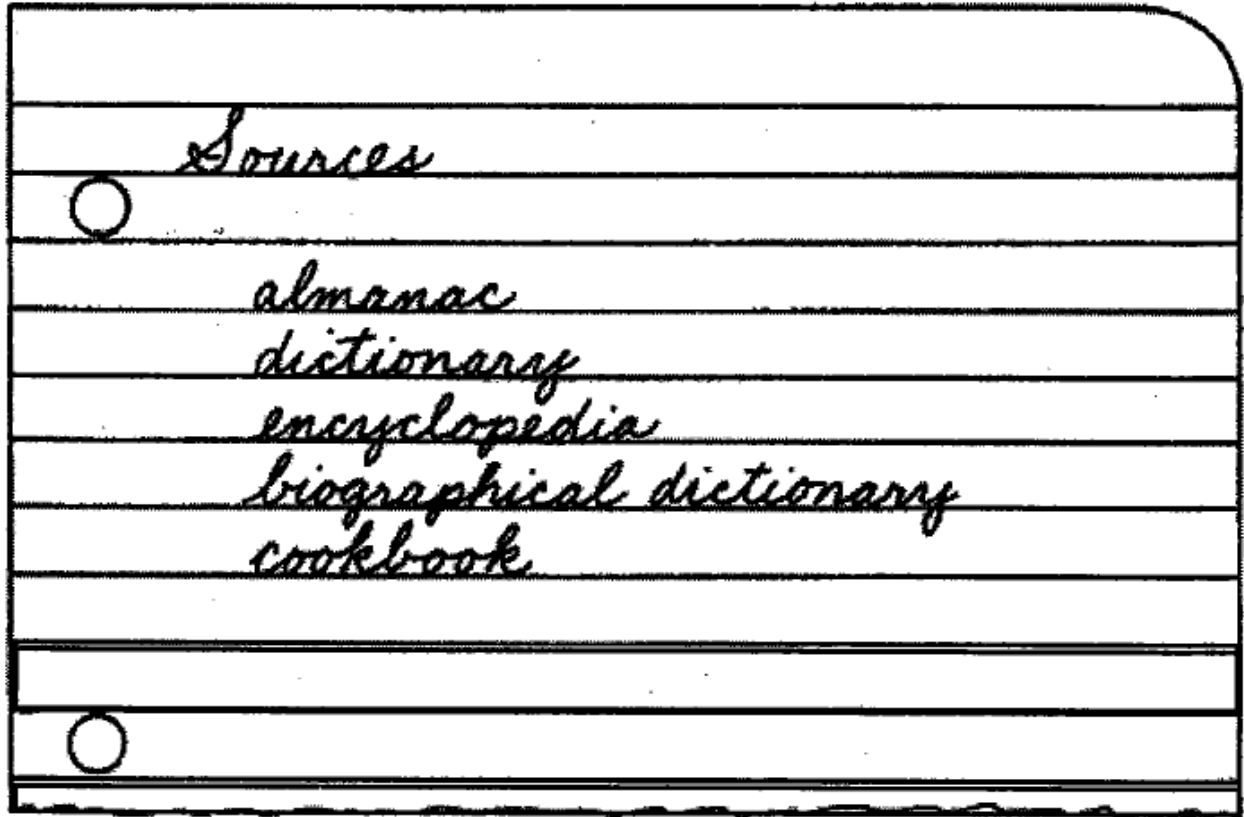 Sources
almanac
dictionary
encyclopedia
biographical dictionary
cookbook